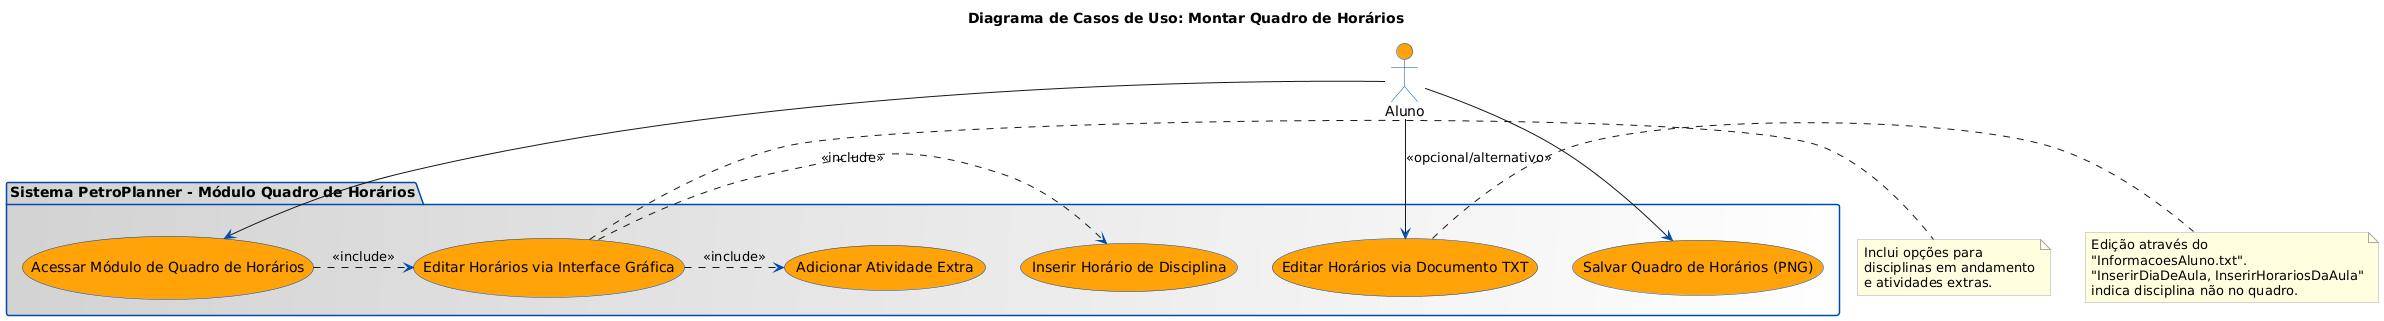 Diagrama de Casos de Uso: Montar Quadro de Horários
Aluno
«include»
«opcional/alternativo»
Sistema PetroPlanner - Módulo Quadro de Horários
Acessar Módulo de Quadro de Horários
«include»
Editar Horários via Interface Gráfica
«include»
Adicionar Atividade Extra
Inserir Horário de Disciplina
Editar Horários via Documento TXT
Salvar Quadro de Horários (PNG)
Inclui opções para
disciplinas em andamento
e atividades extras.
Edição através do
"InformacoesAluno.txt".
"InserirDiaDeAula, InserirHorariosDaAula"
indica disciplina não no quadro.